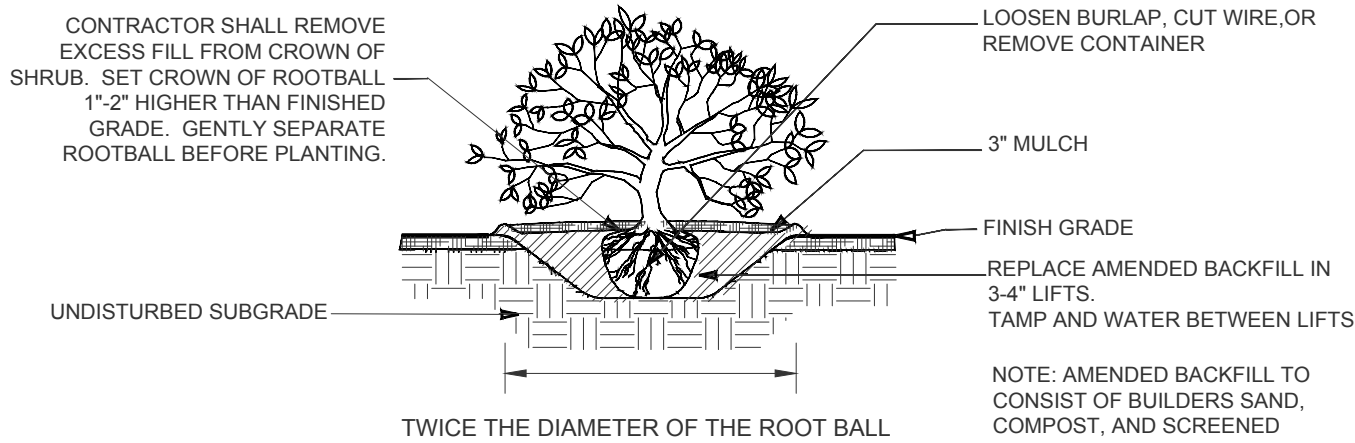 CONTRACTOR SHALL REMOVE
EXCESS FILL FROM CROWN OF
SHRUB.  SET CROWN OF ROOTBALL
1"-2" HIGHER THAN FINISHED
GRADE.  GENTLY SEPARATE
ROOTBALL BEFORE PLANTING.
UNDISTURBED SUBGRADE
LOOSEN BURLAP, CUT WIRE,OR
REMOVE CONTAINER
3" MULCH
FINISH GRADE
REPLACE AMENDED BACKFILL IN
3-4" LIFTS.
TAMP AND WATER BETWEEN LIFTS
NOTE: AMENDED BACKFILL TO
CONSIST OF BUILDERS SAND,
COMPOST, AND SCREENED
TWICE THE DIAMETER OF THE ROOT BALL